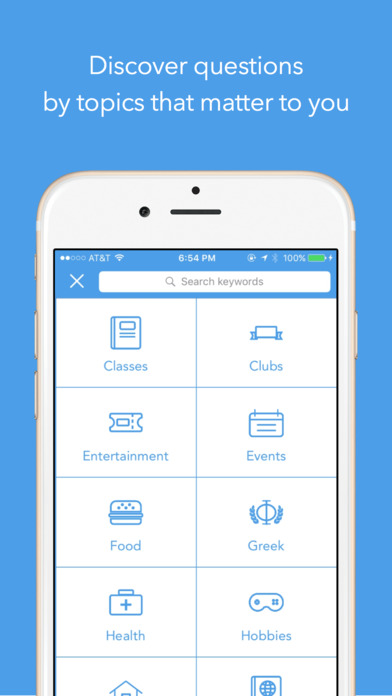 Discover questions
by topics that matter to you
AT&T 6:54 PM 100%
Search keywords
Classes Clubs
Entertainment Events
Food Greek
Health Hobbies